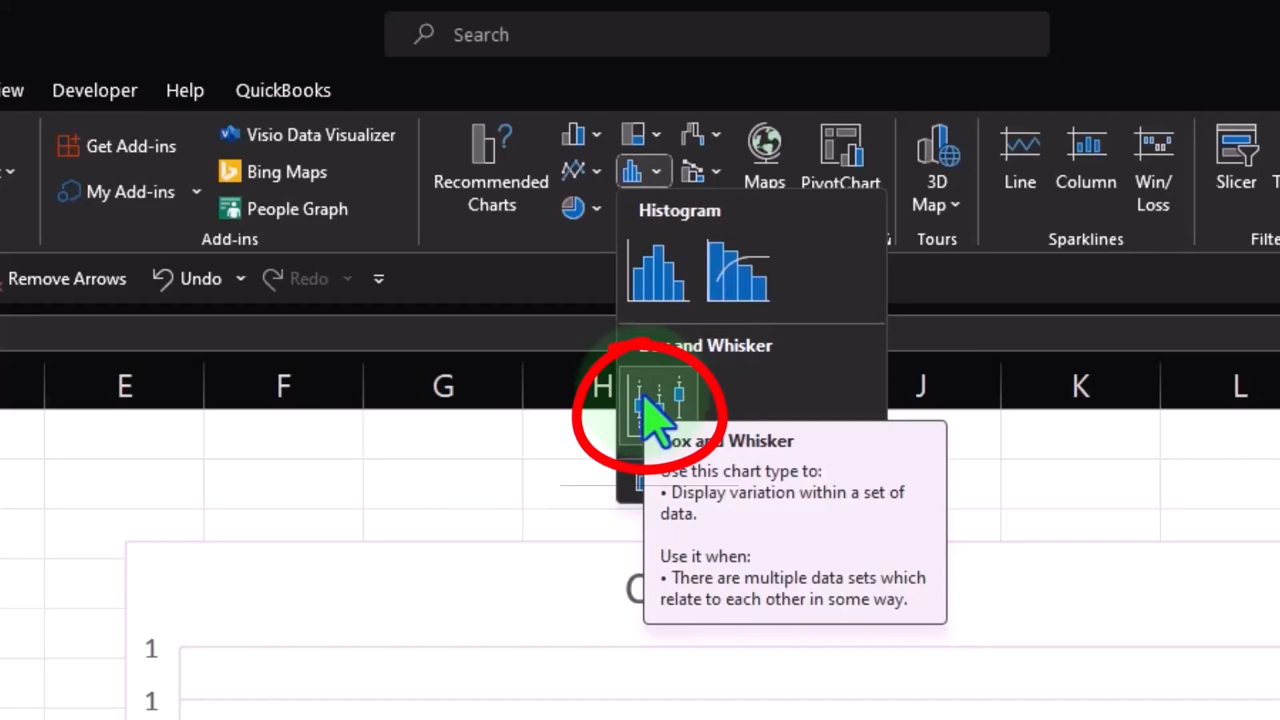 Search
ew Developer Help QuickBooks
Get Add-ins
My Add-ins
Visio Data Visualizer
Bing Maps
People Graph
Add-ins
Recommended
Charts
Maps
PivotChart
3D
Map
Tours
Line
Column
Win/
Loss
Sparklines
Slicer
T
Filte
Remove Arrows
Undo
Redo
Histogram
and Whisker
E F G H J K L
ox and Whisker
Use this chart type to:
• Display variation within a set of
data.
Use it when:
• There are multiple data sets which
relate to each other in some way.
C
1
1